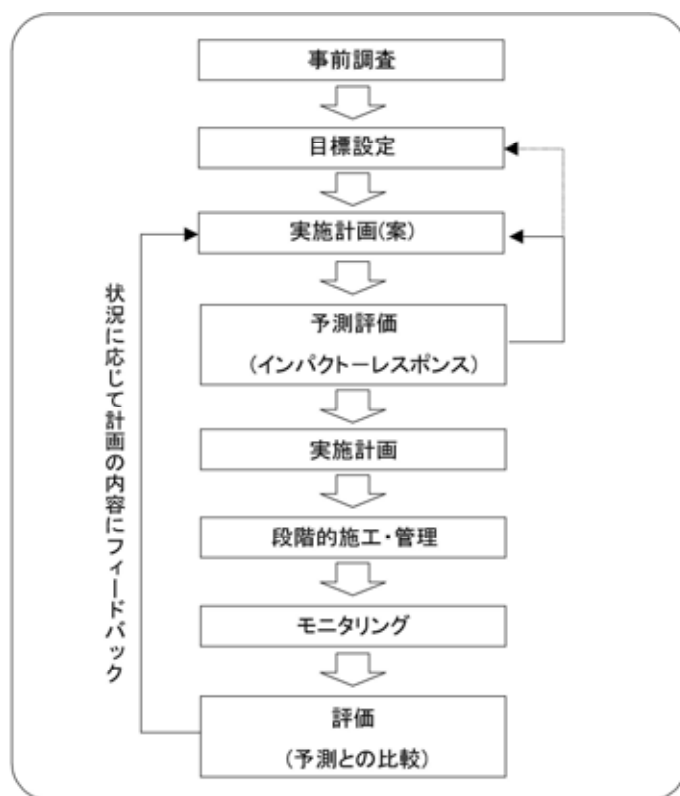 事前調査
目標設定
実施計画(案)
予測評価
(インパクトーレスポンス)
実施計画
段階的施工・管理
モニタリング
評価
(予測との比較)
状況に応じて計画の内容にフィードバック